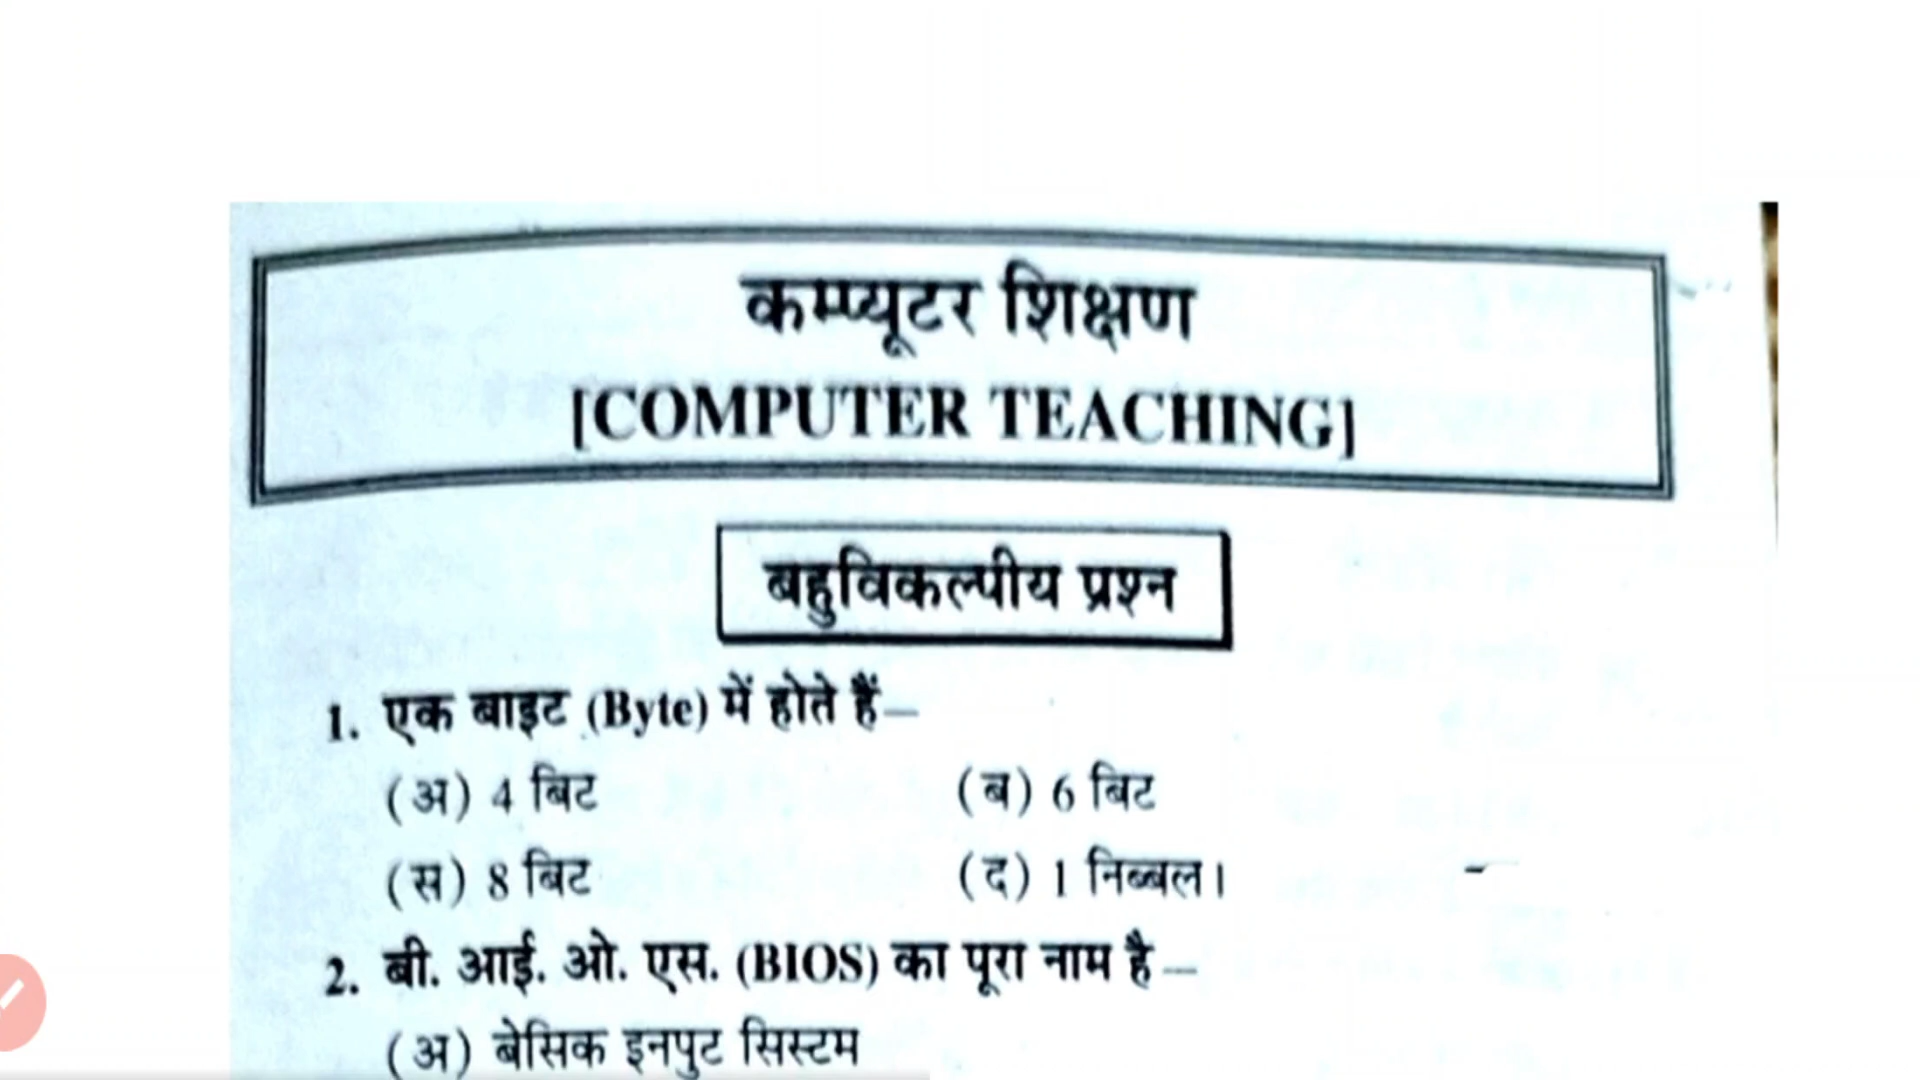 कम्प्यूटर शिक्षण
[COMPUTER TEACHING]
बहुविकल्पीय प्रश्न
1. एक बाइट (Byte) में होते हैं–
(अ) 4 बिट (ब) 6 बिट
(स) 8 बिट (द) 1 निब्बल।
2. बी. आई. ओ. एस. (BIOS) का पूरा नाम है–
(अ) बेसिक इनपुट सिस्टम